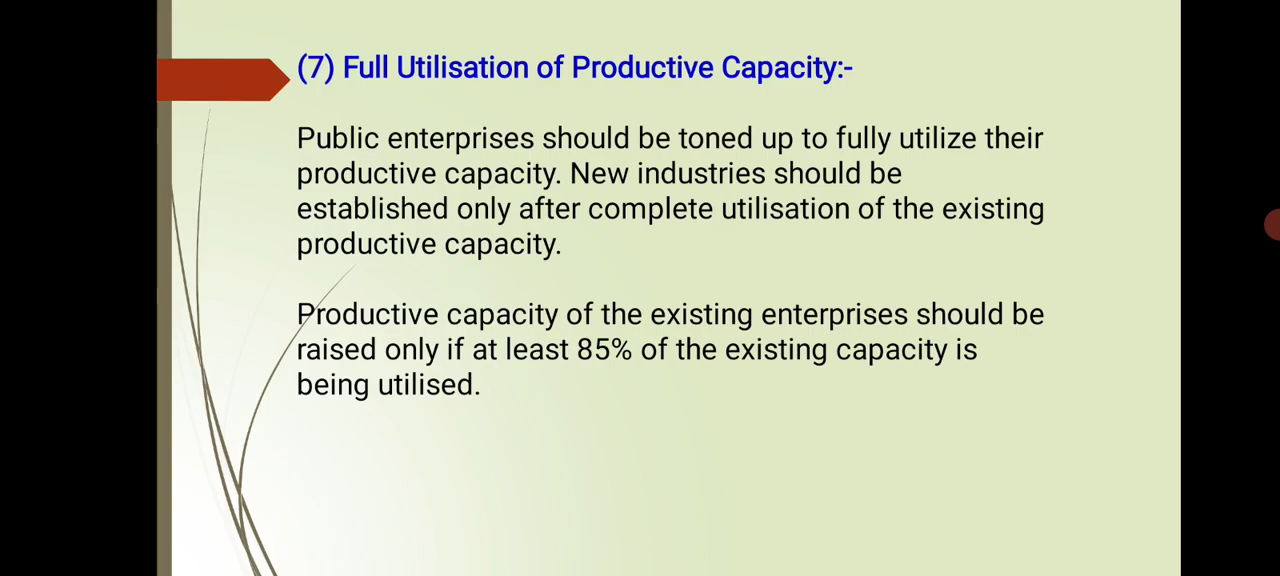 (7) Full Utilisation of Productive Capacity:-
Public enterprises should be toned up to fully utilize their
productive capacity. New industries should be
established only after complete utilisation of the existing
productive capacity.
Productive capacity of the existing enterprises should be
raised only if at least 85% of the existing capacity is
being utilised.